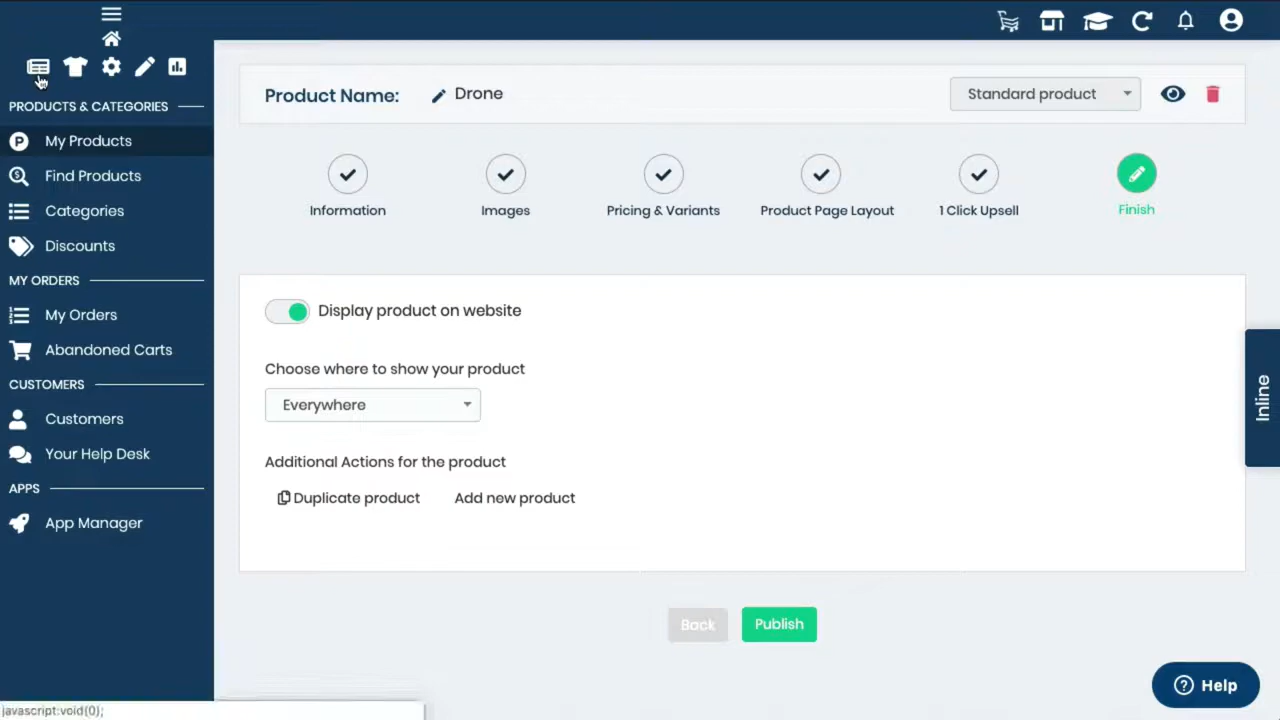 Product Name:
Drone
Standard product
PRODUCTS & CATEGORIES
My Products
Find Products
Categories
Discounts
MY ORDERS
My Orders
Abandoned Carts
CUSTOMERS
Customers
Your Help Desk
APPS
App Manager
Information
Images
Pricing & Variants
Product Page Layout
1 Click Upsell
Finish
Display product on website
Choose where to show your product
Everywhere
Additional Actions for the product
Duplicate product
Add new product
Back
Publish
Inline
Help
javascript:void(0);